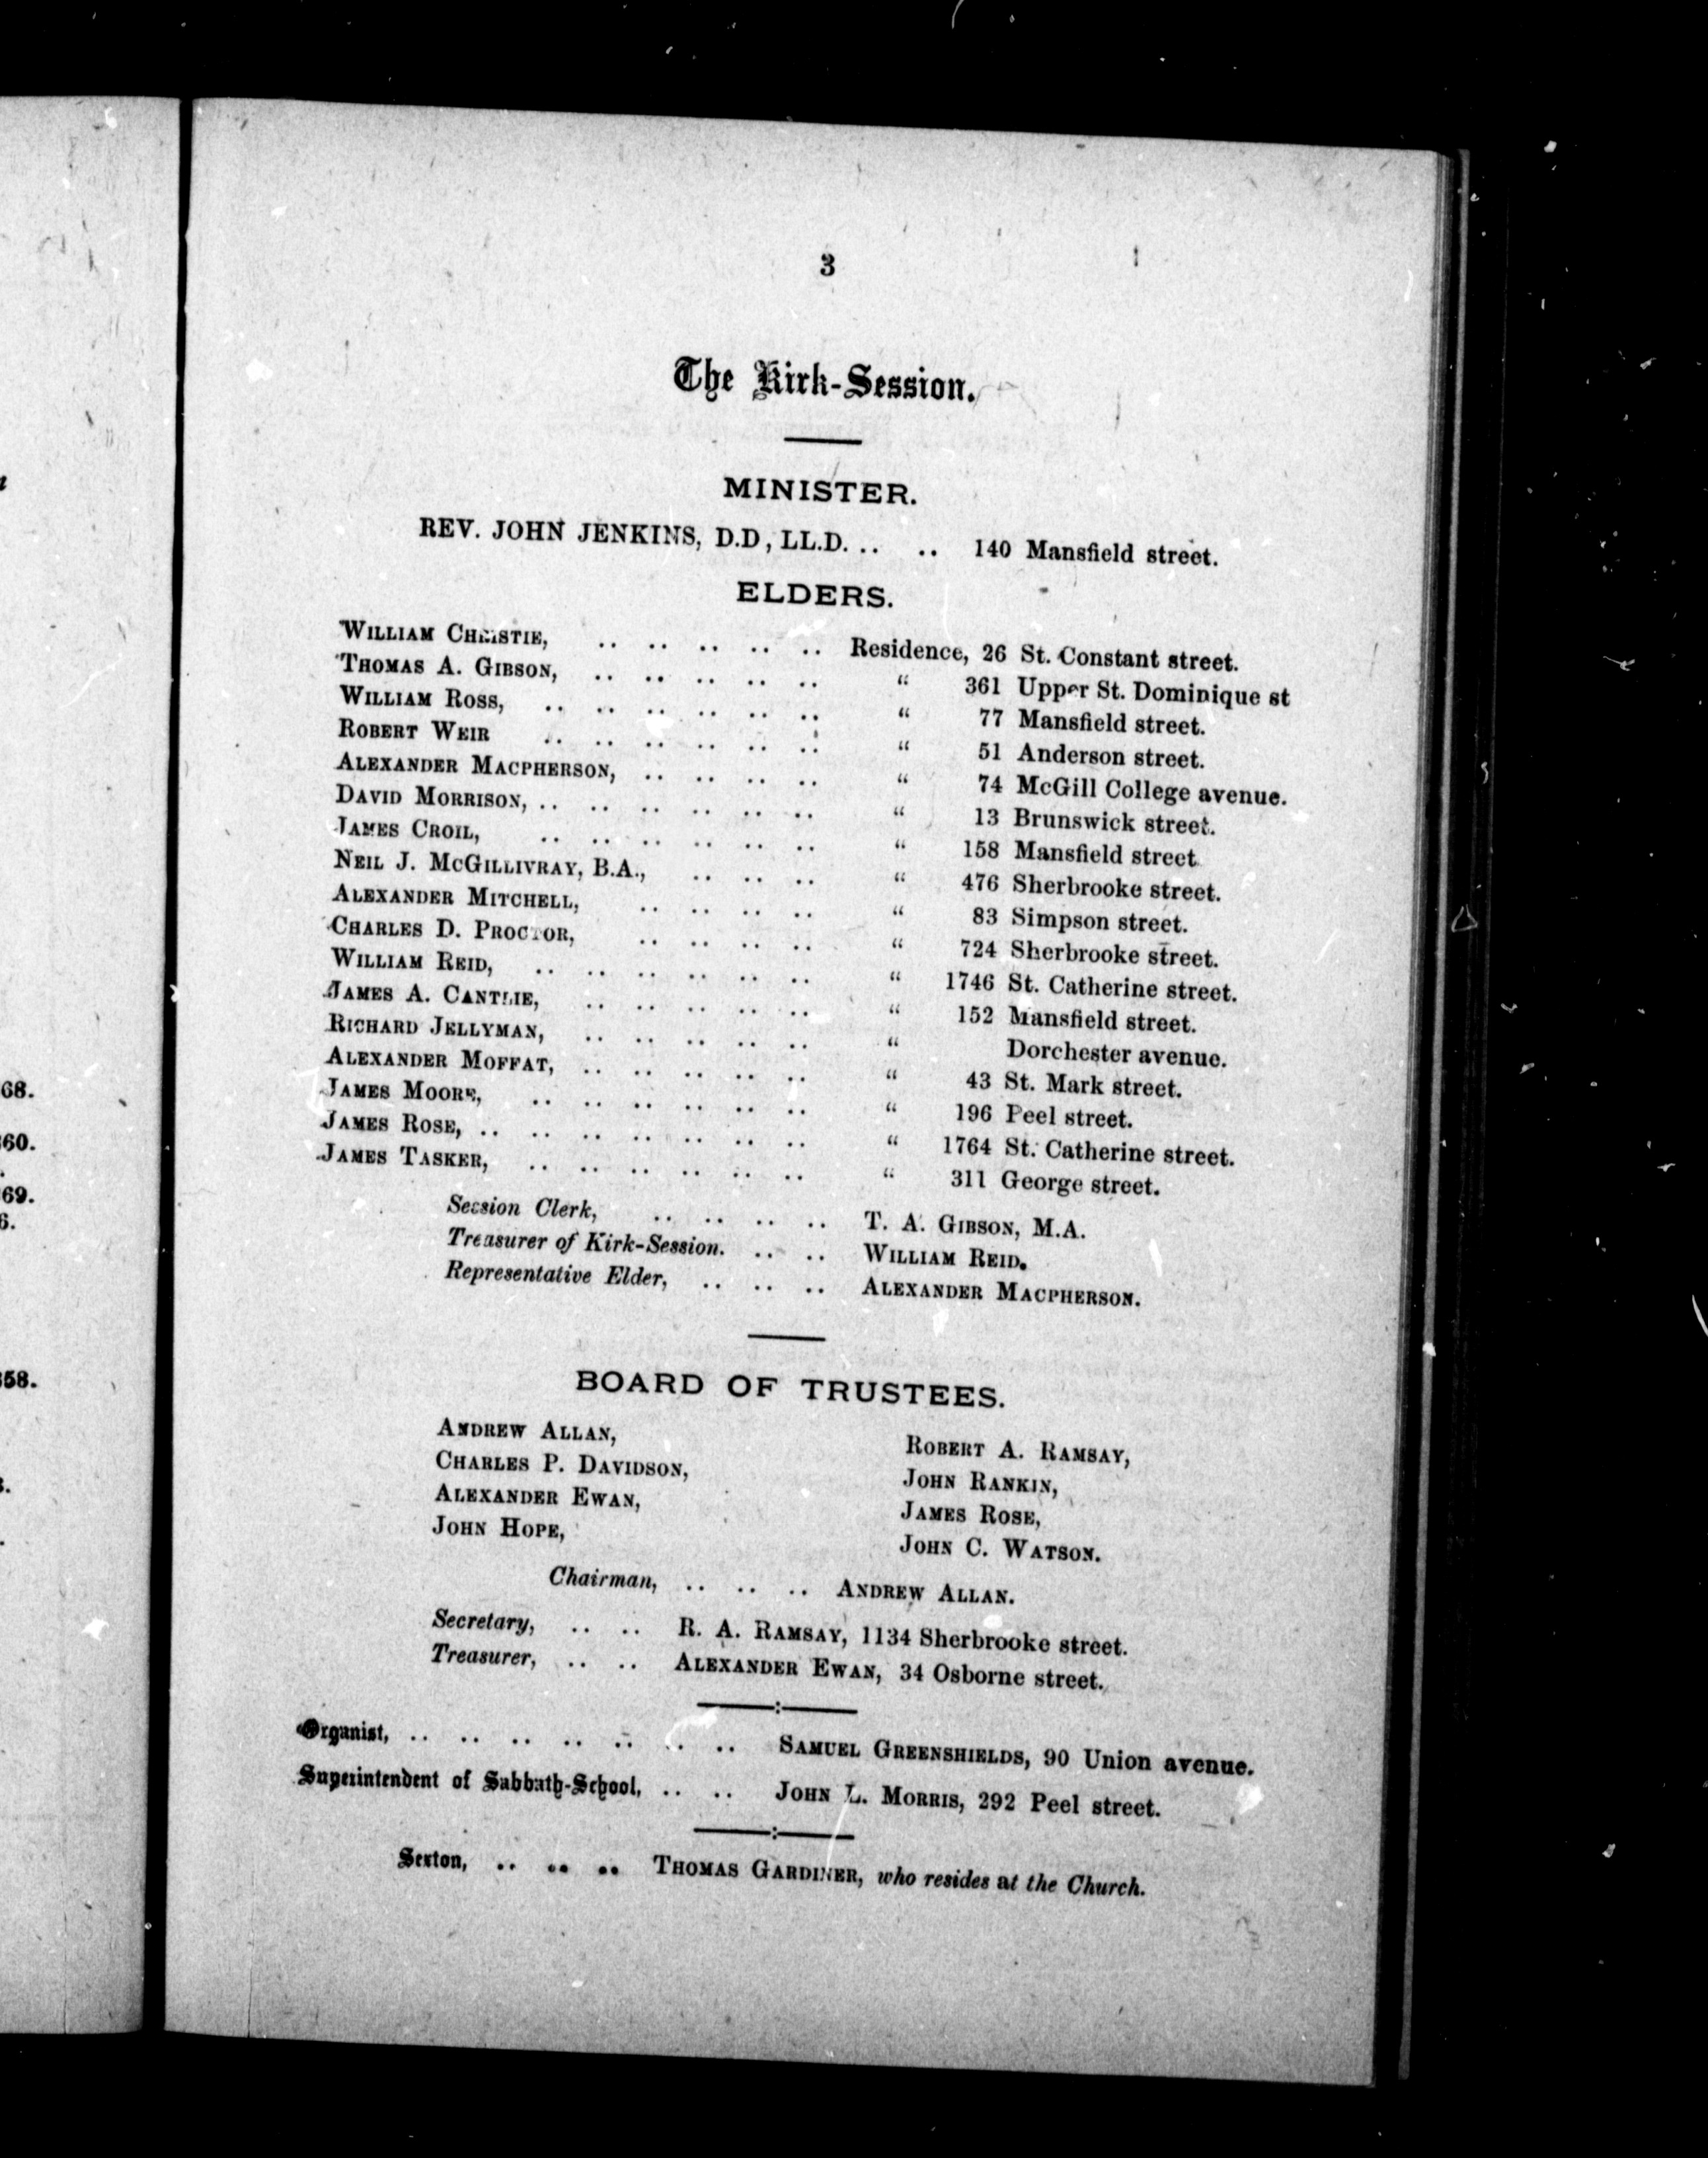 3
The Kirk-Session.
MINISTER.
REV. JOHN JENKINS, D.D, LL.D. .. .. 140 Mansfield street.
ELDERS.
WILLIAM CHRISTIE, .. .. .. .. .. Residence, 26 St. Constant street.
THOMAS A. GIBSON, .. .. .. .. .. “ 361 Upper St. Dominique st
WILLIAM ROSS, .. .. .. .. .. .. “ 77 Mansfield street.
ROBERT WEIR .. .. .. .. .. .. “ 51 Anderson street.
ALEXANDER MACPHERSON, .. .. .. .. “ 74 McGill College avenue.
DAVID MORRISON, .. .. .. .. .. .. “ 13 Brunswick street.
JAMES CROIL, .. .. .. .. .. .. “ 158 Mansfield street
NEIL J. MCGILLIVRAY, B.A., .. .. .. “ 476 Sherbrooke street.
ALEXANDER MITCHELL, .. .. .. .. “ 83 Simpson street.
CHARLES D. PROCTOR, .. .. .. .. “ 724 Sherbrooke street.
WILLIAM REID, .. .. .. .. .. .. “ 1746 St. Catherine street.
JAMES A. CANTLIE, .. .. .. .. .. “ 152 Mansfield street.
RICHARD JELLYMAN, .. .. .. .. .. “ Dorchester avenue.
ALEXANDER MOFFAT, .. .. .. .. .. “ 43 St. Mark street.
JAMES MOORE, .. .. .. .. .. .. “ 196 Peel street.
JAMES ROSE, .. .. .. .. .. .. .. “ 1764 St. Catherine street.
JAMES TASKER, .. .. .. .. .. .. “ 311 George street.
Session Clerk, .. .. .. .. T. A. GIBSON, M.A.
Treasurer of Kirk-Session. .. .. WILLIAM REID.
Representative Elder, .. .. .. ALEXANDER MACPHERSON.
BOARD OF TRUSTEES.
ANDREW ALLAN, ROBERT A. RAMSAY,
CHARLES P. DAVIDSON, JOHN RANKIN,
ALEXANDER EWAN, JAMES ROSE,
JOHN HOPE, JOHN C. WATSON.
Chairman, .. .. .. ANDREW ALLAN.
Secretary, .. .. R. A. RAMSAY, 1134 Sherbrooke street.
Treasurer, .. .. ALEXANDER EWAN, 34 Osborne street.
Organist, .. .. .. .. .. .. .. SAMUEL GREENSHIELDS, 90 Union avenue.
Superintendent of Sabbath-School, .. .. JOHN L. MORRIS, 292 Peel street.
Sexton, .. .. .. THOMAS GARDINER, who resides at the Church.
68.
60.
69.
58.